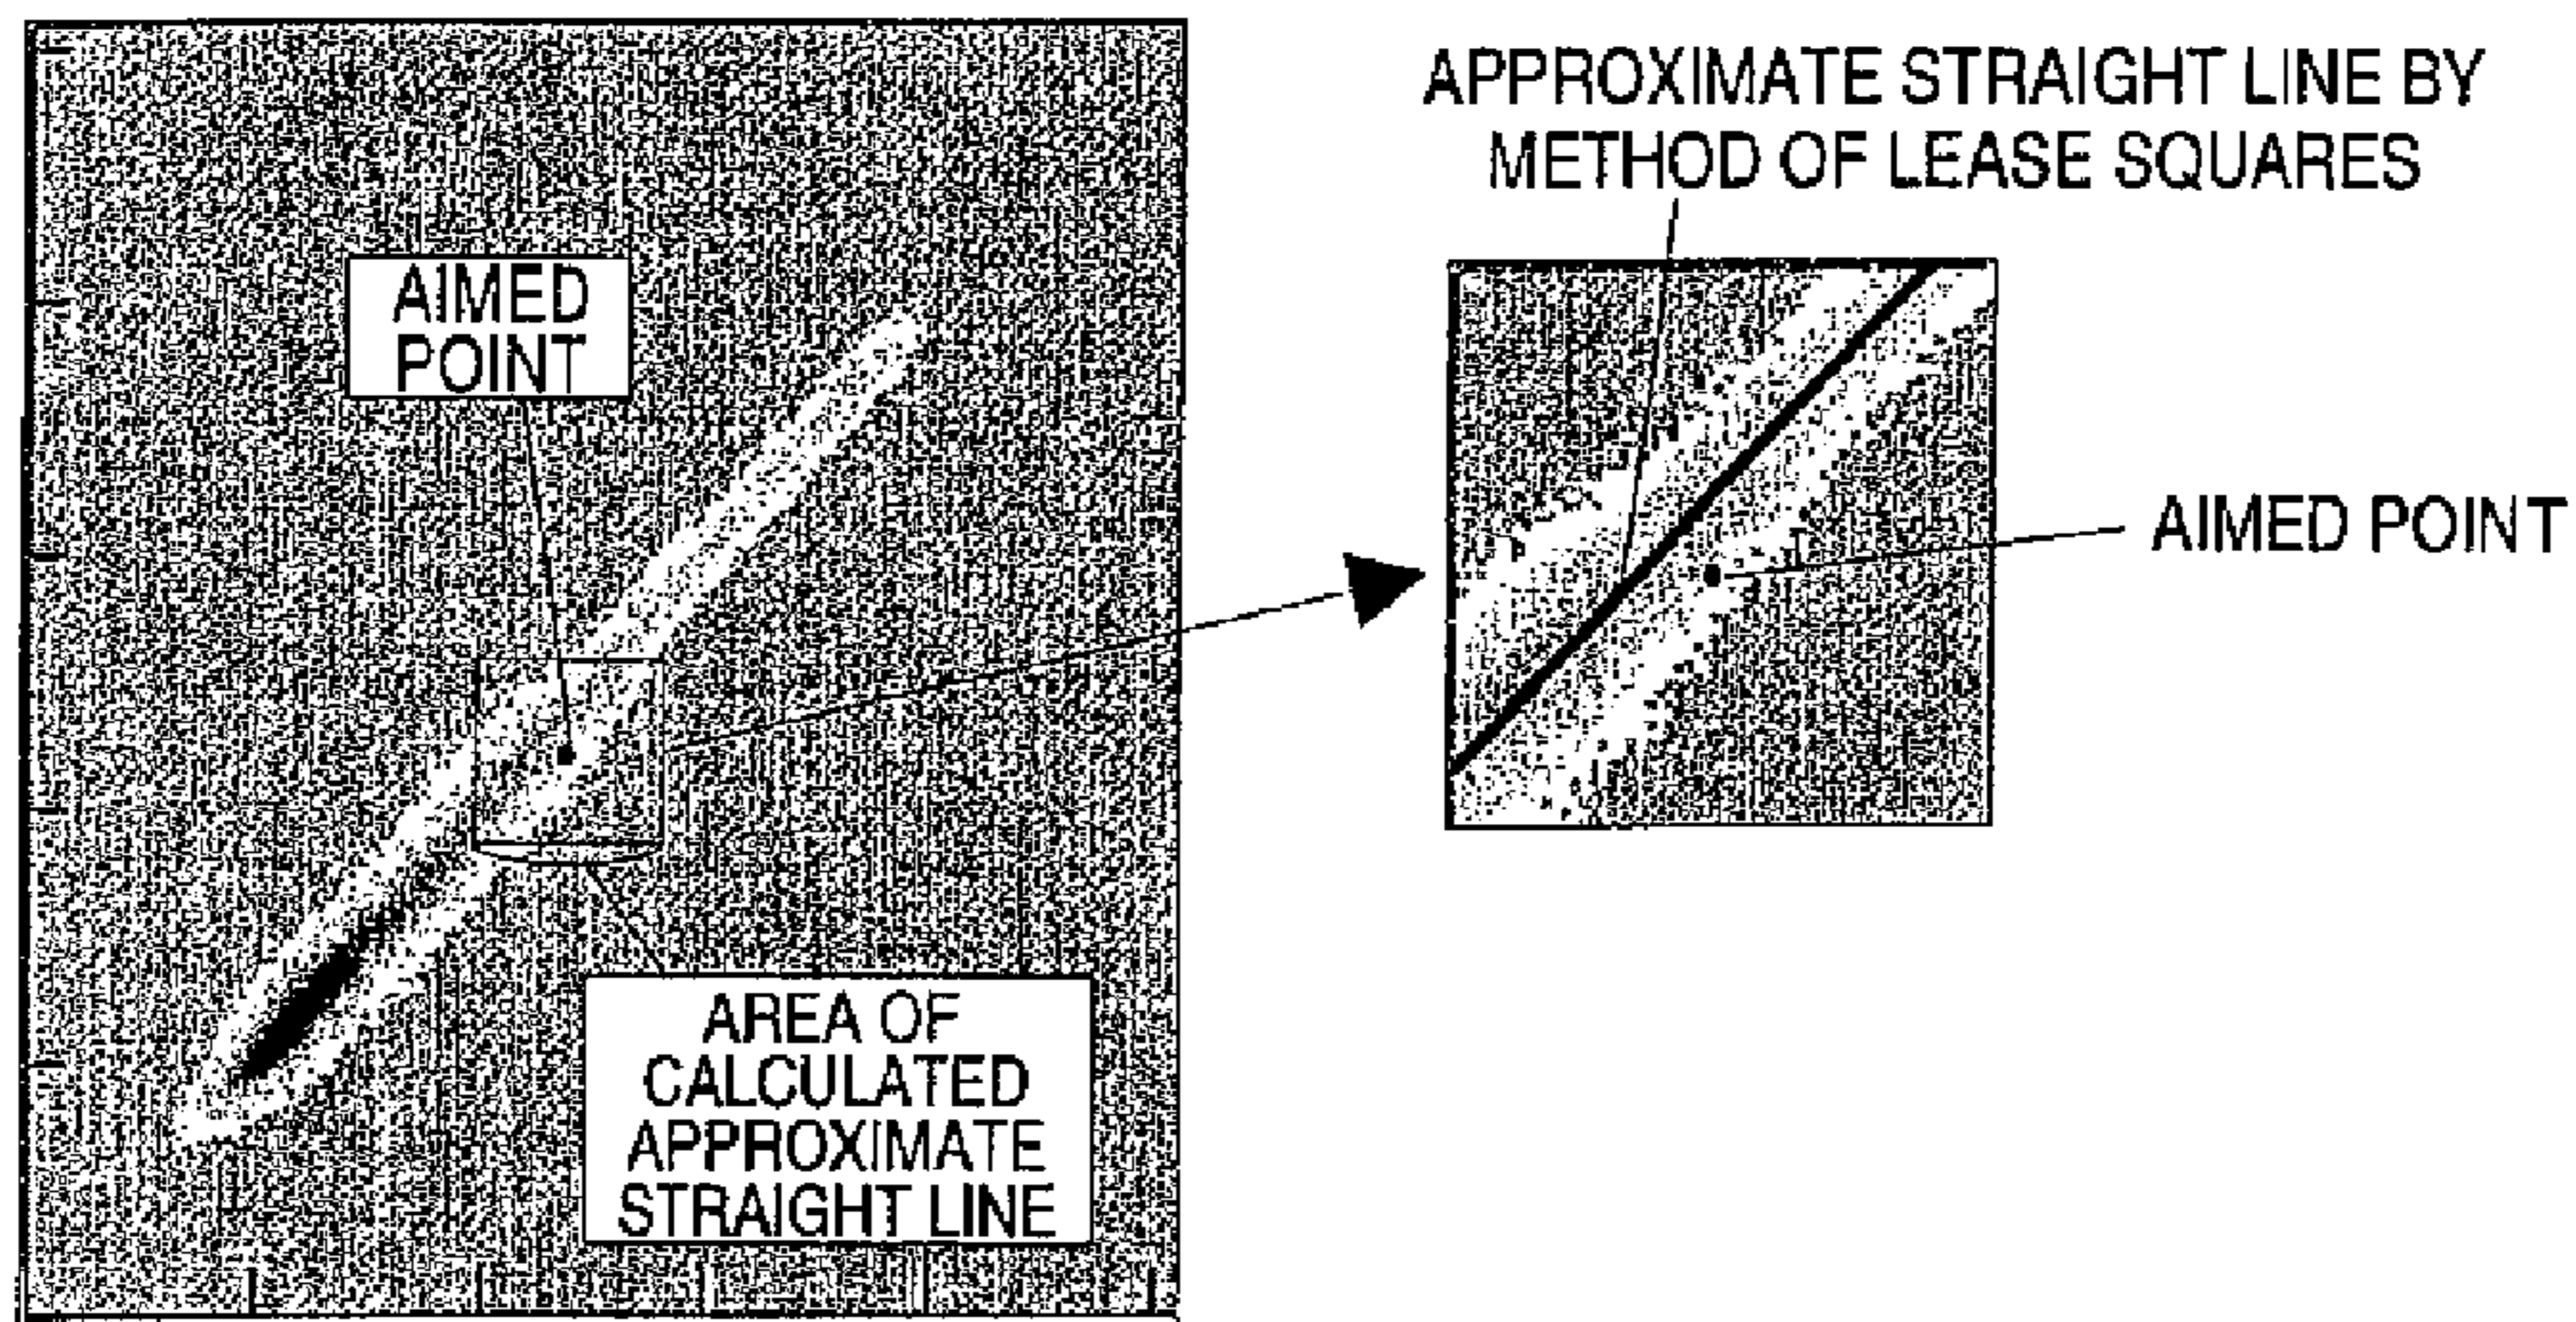 AIMED
POINT
AREA OF
CALCULATED
APPROXIMATE
STRAIGHT LINE
APPROXIMATE STRAIGHT LINE BY
METHOD OF LEASE SQUARES
AIMED POINT